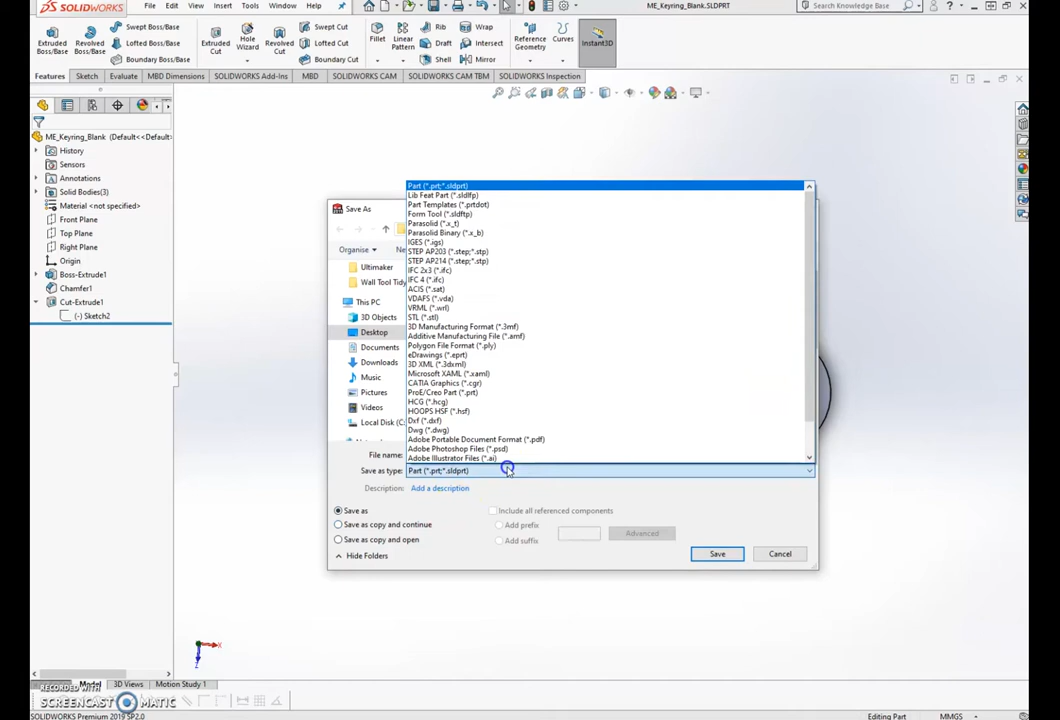 SOLIDWORKS File Edit View Insert Tools Window Help ME_Keyring_Blank.SLDPRT Search Knowledge Base
Extruded Boss/Base
Revolved Boss/Base
Swept Boss/Base
Lofted Boss/Base
Boundary Boss/Base
Extruded Cut
Hole Wizard
Revolved Cut
Swept Cut
Lofted Cut
Boundary Cut
Fillet
Linear Pattern
Rib
Draft
Shell
Wrap
Intersect
Mirror
Reference Geometry
Curves
Instant3D
Features Sketch Evaluate MBD Dimensions SOLIDWORKS Add-Ins MBD SOLIDWORKS CAM SOLIDWORKS CAM TBM SOLIDWORKS Inspection
ME_Keyring_Blank (Default<<Default>
History
Sensors
Annotations
Solid Bodies(3)
Material <not specified>
Front Plane
Top Plane
Right Plane
Origin
Boss-Extrude1
Chamfer1
Cut-Extrude1
(-) Sketch2
Save As
Organise
Ultimaker
Wall Tool Tidy
This PC
3D Objects
Desktop
Documents
Downloads
Music
Pictures
Videos
Local Disk (C:
Part (*.prt;*.sldprt)
Lib Feat Part (*.sldlfp)
Part Templates (*.prtdot)
Form Tool (*.sldftp)
Parasolid (*.x_t)
Parasolid Binary (*.x_b)
IGES (*.igs)
STEP AP203 (*.step;*.stp)
STEP AP214 (*.step;*.stp)
IFC 2x3 (*.ifc)
IFC 4 (*.ifc)
ACIS (*.sat)
VDAFS (*.vda)
VRML (*.wrl)
STL (*.stl)
3D Manufacturing Format (*.3mf)
Additive Manufacturing File (*.amf)
Polygon File Format (*.ply)
eDrawings (*.eprt)
3D XML (*.3dxml)
Microsoft XAML (*.xaml)
CATIA Graphics (*.cgr)
ProE/Creo Part (*.prt)
HCG (*.hcg)
HOOPS HSF (*.hsf)
Dxf (*.dxf)
Dwg (*.dwg)
Adobe Portable Document Format (*.pdf)
Adobe Photoshop Files (*.psd)
Adobe Illustrator Files (*.ai)
File name:
Save as type: Part (*.prt;*.sldprt)
Description: Add a description
Save as
Save as copy and continue
Save as copy and open
Include all referenced components
Add prefix
Add suffix
Advanced
Hide Folders
Save Cancel
Model 3D Views Motion Study 1
RECORDED WITH
SCREENCAST MATIC
SOLIDWORKS Premium 2019 SP2.0 Editing Part MMGS